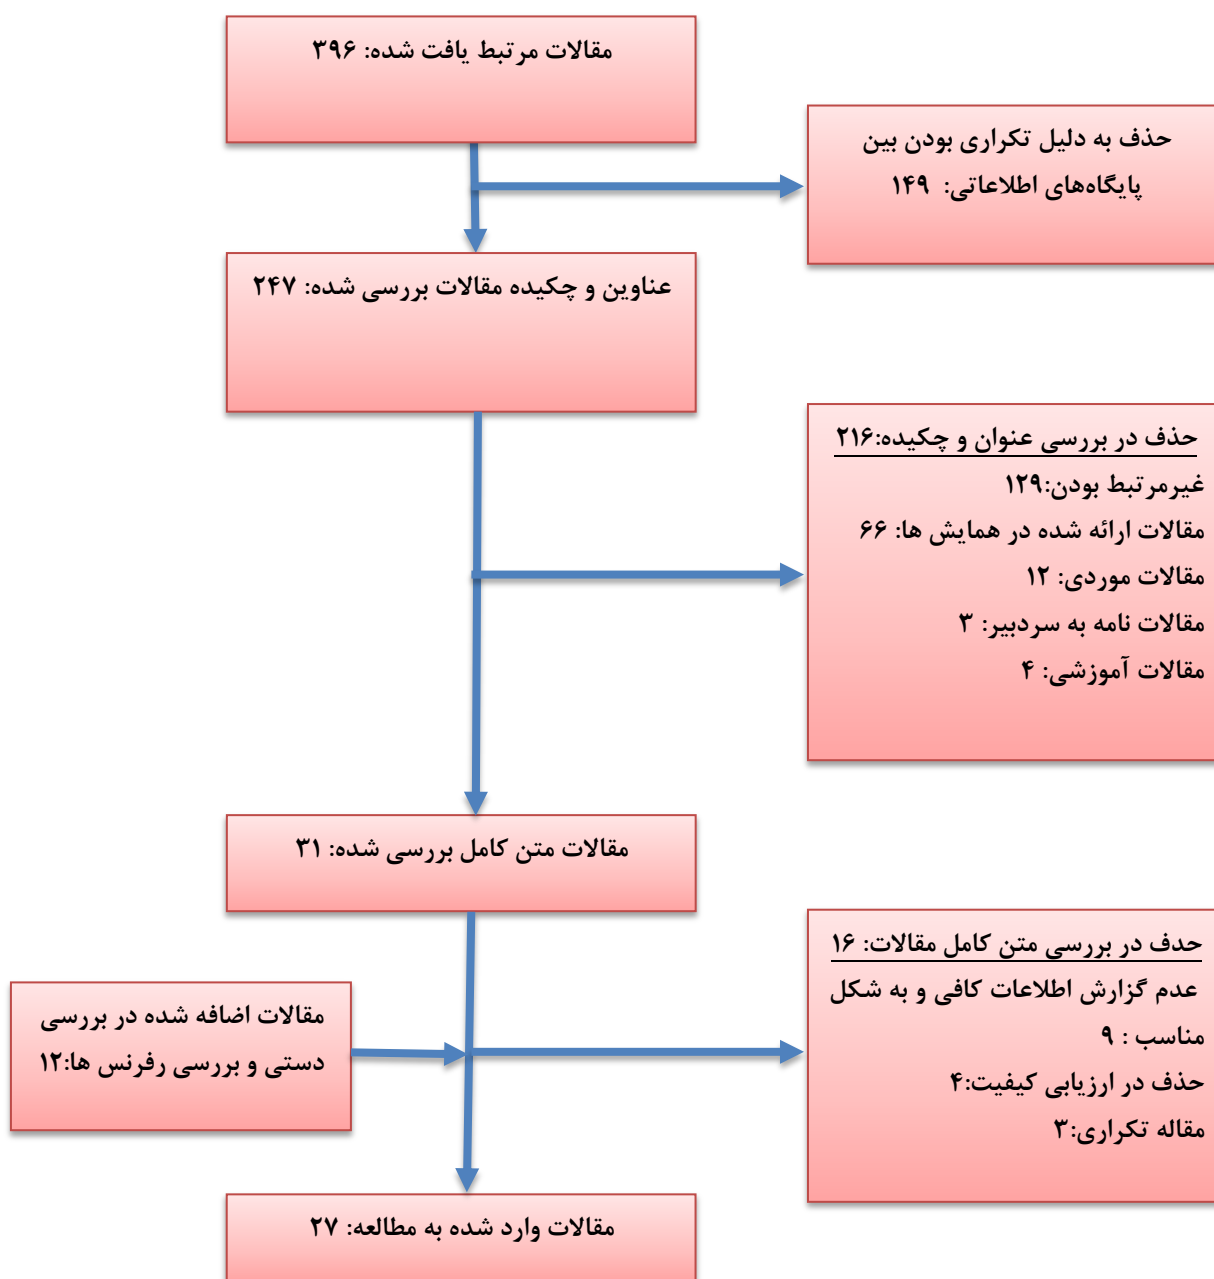 مقالات مرتبط یافت شده: ۳۹۶
حذف به دلیل تکراری بودن بین
پایگاه‌های اطلاعاتی: ۱۴۹
عناوین و چکیده مقالات بررسی شده: ۲۴۷
حذف در بررسی عنوان و چکیده:۲۱۶
غیرمرتبط بودن:۱۲۹
مقالات ارائه شده در همایش ها: ۶۶
مقالات موردی: ۱۲
مقالات نامه به سردبیر: ۳
مقالات آموزشی: ۴
مقالات متن کامل بررسی شده: ۳۱
حدف در بررسی متن کامل مقالات: ۱۶
عدم گزارش اطلاعات کافی و به شکل
مناسب : ۹
حذف در ارزیابی کیفیت:۴
مقاله تکراری:۳
مقالات اضافه شده در بررسی
دستی و بررسی رفرنس ها:۱۲
مقالات وارد شده به مطالعه: ۲۷